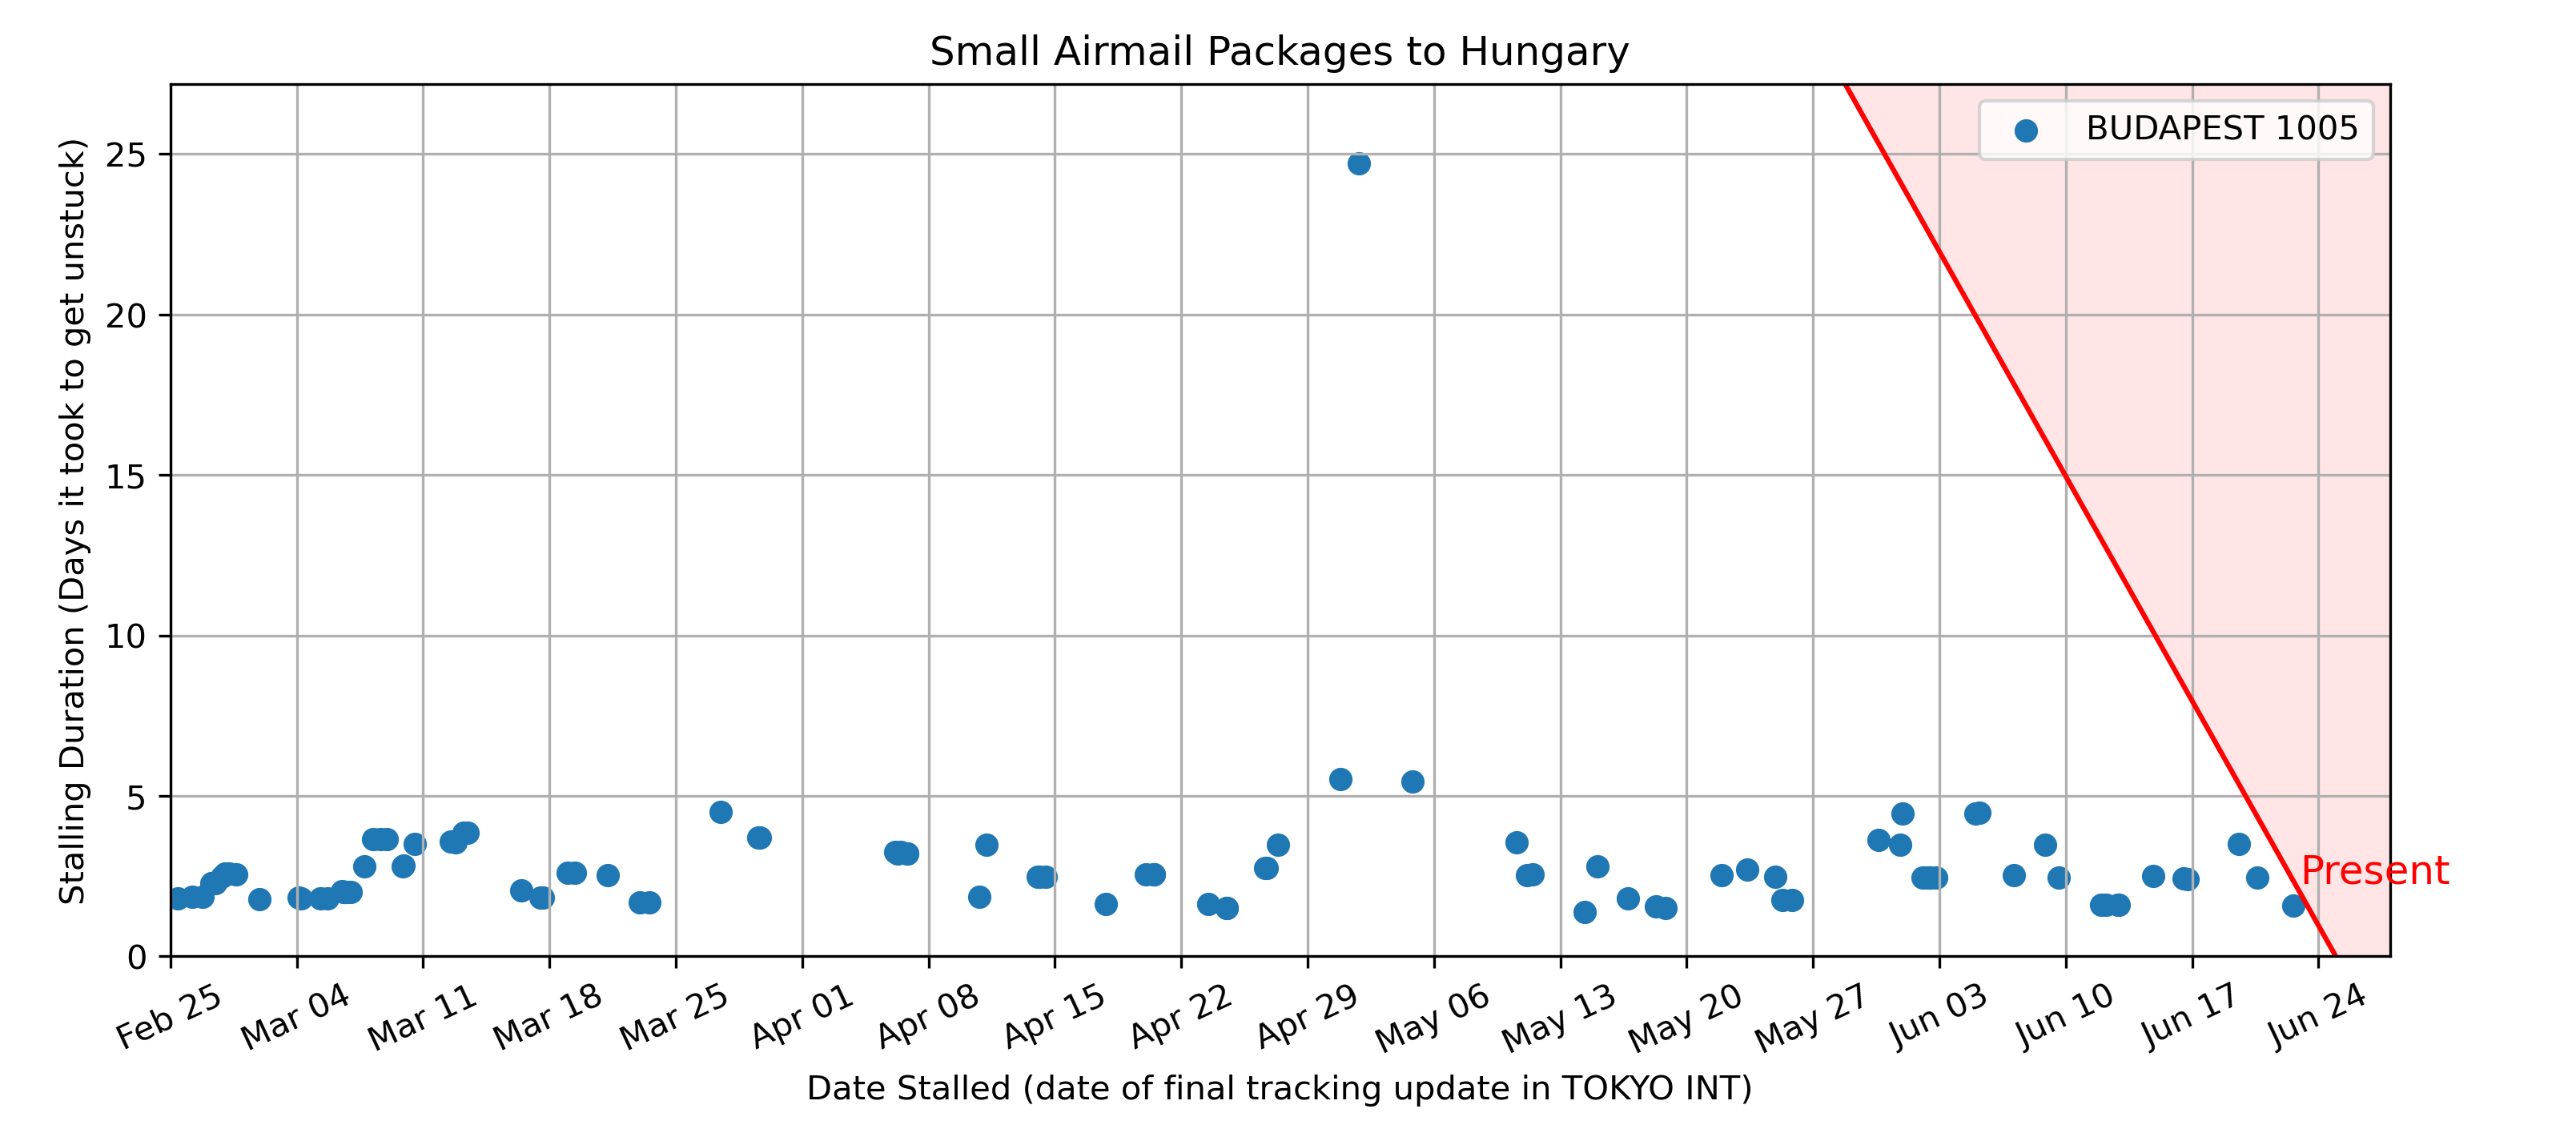 Small Airmail Packages to Hungary
BUDAPEST 1005
Stalling Duration (Days it took to get unstuck)
25
20
15
10
5
0
Present
Feb 25
Mar 04
Mar 11
Mar 18
Mar 25
Apr 01
Apr 08
Apr 15
Apr 22
Apr 29
May 06
May 13
May 20
May 27
Jun 03
Jun 10
Jun 17
Jun 24
Date Stalled (date of final tracking update in TOKYO INT)